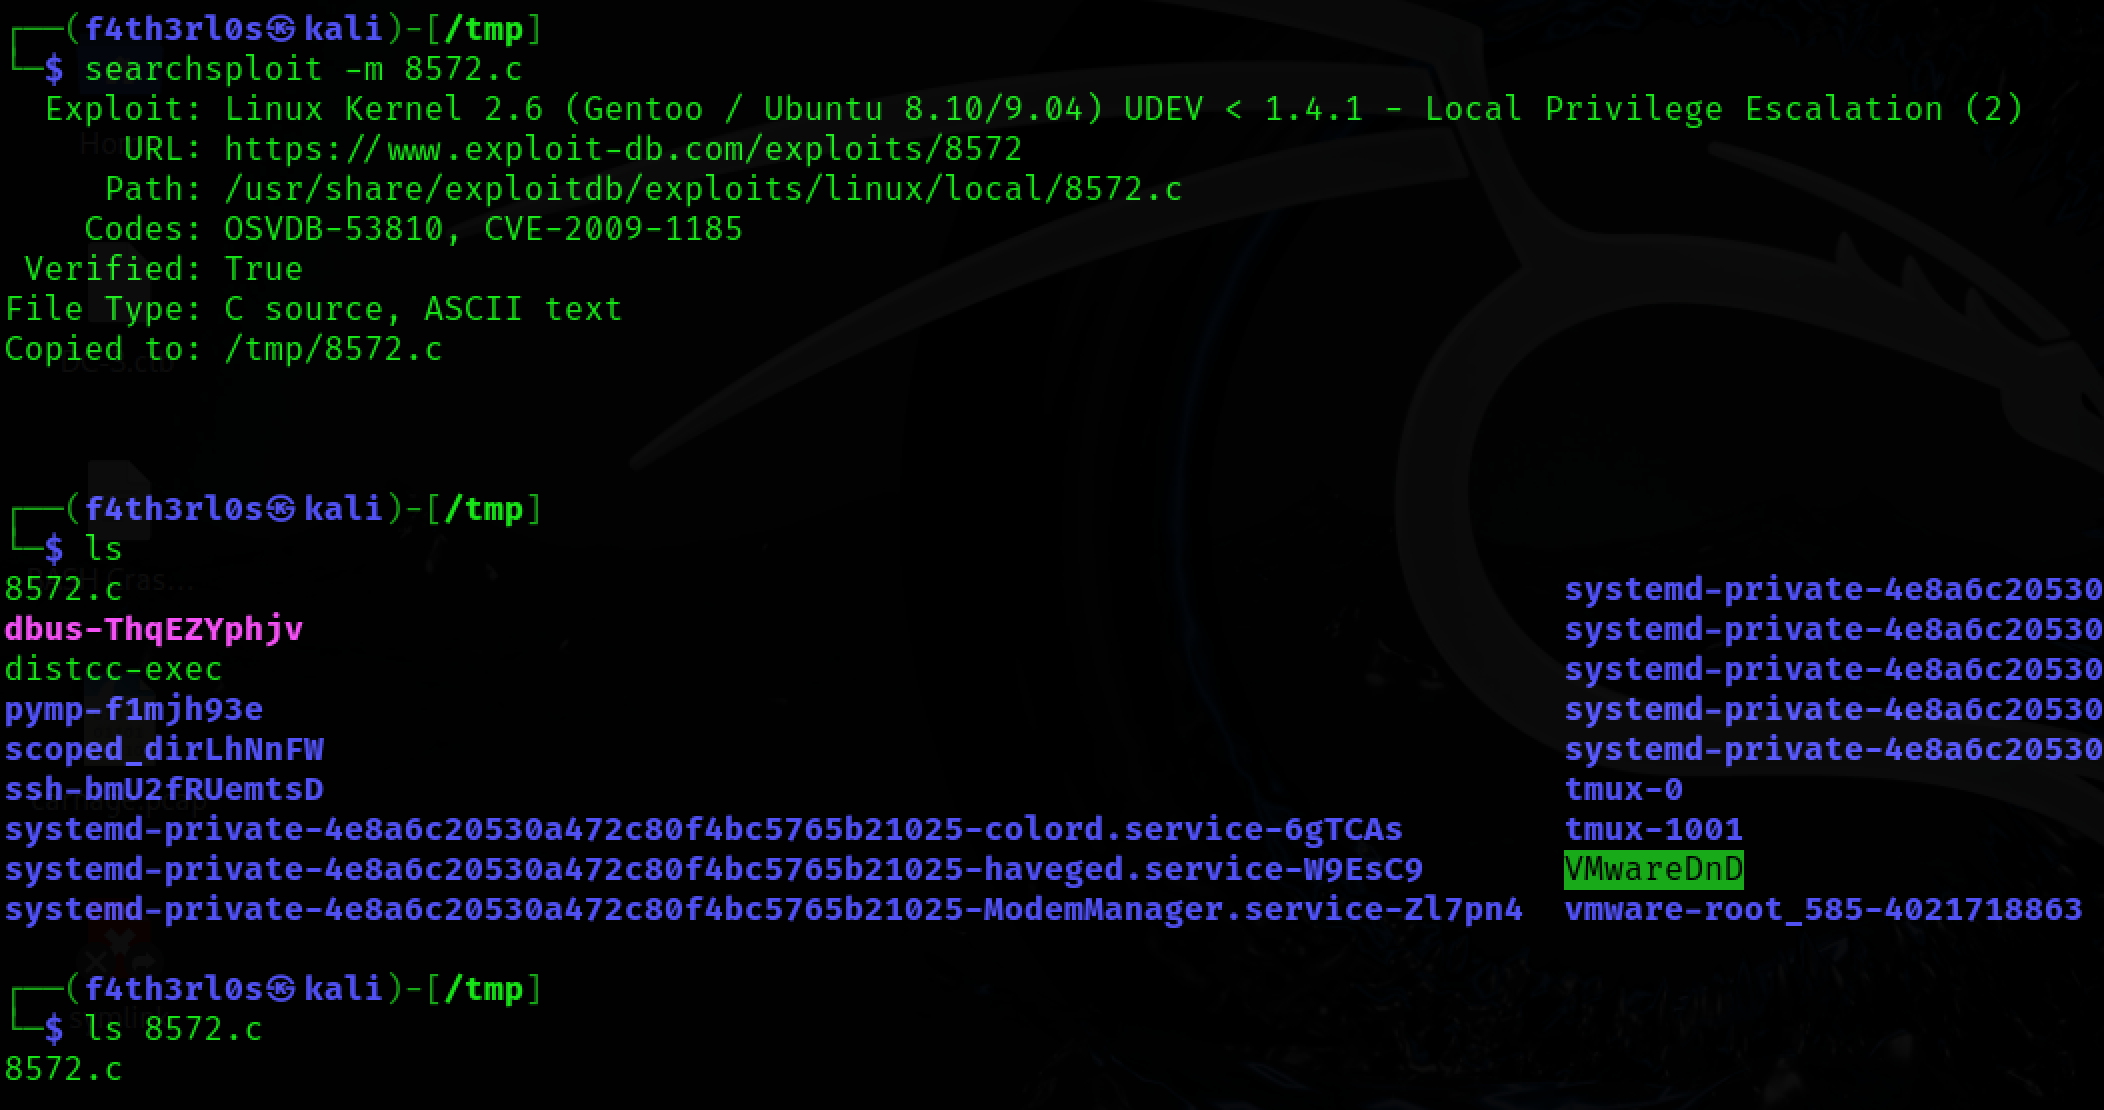 ┌──(f4th3rl0s㉿kali)-[/tmp]
└─$ searchsploit -m 8572.c
  Exploit: Linux Kernel 2.6 (Gentoo / Ubuntu 8.10/9.04) UDEV < 1.4.1 - Local Privilege Escalation (2)
      URL: https://www.exploit-db.com/exploits/8572
     Path: /usr/share/exploitdb/exploits/linux/local/8572.c
    Codes: OSVDB-53810, CVE-2009-1185
 Verified: True
File Type: C source, ASCII text
Copied to: /tmp/8572.c
┌──(f4th3rl0s㉿kali)-[/tmp]
└─$ ls
8572.c systemd-private-4e8a6c20530
dbus-ThqEZYphjv systemd-private-4e8a6c20530
distcc-exec systemd-private-4e8a6c20530
pymp-f1mjh93e systemd-private-4e8a6c20530
scoped_dirLhNnFW systemd-private-4e8a6c20530
ssh-bmU2fRUemtsD tmux-0
systemd-private-4e8a6c20530a472c80f4bc5765b21025-colord.service-6gTCAs tmux-1001
systemd-private-4e8a6c20530a472c80f4bc5765b21025-haveged.service-W9EsC9 VMwareDnD
systemd-private-4e8a6c20530a472c80f4bc5765b21025-ModemManager.service-Zl7pn4 vmware-root_585-4021718863
┌──(f4th3rl0s㉿kali)-[/tmp]
└─$ ls 8572.c
8572.c